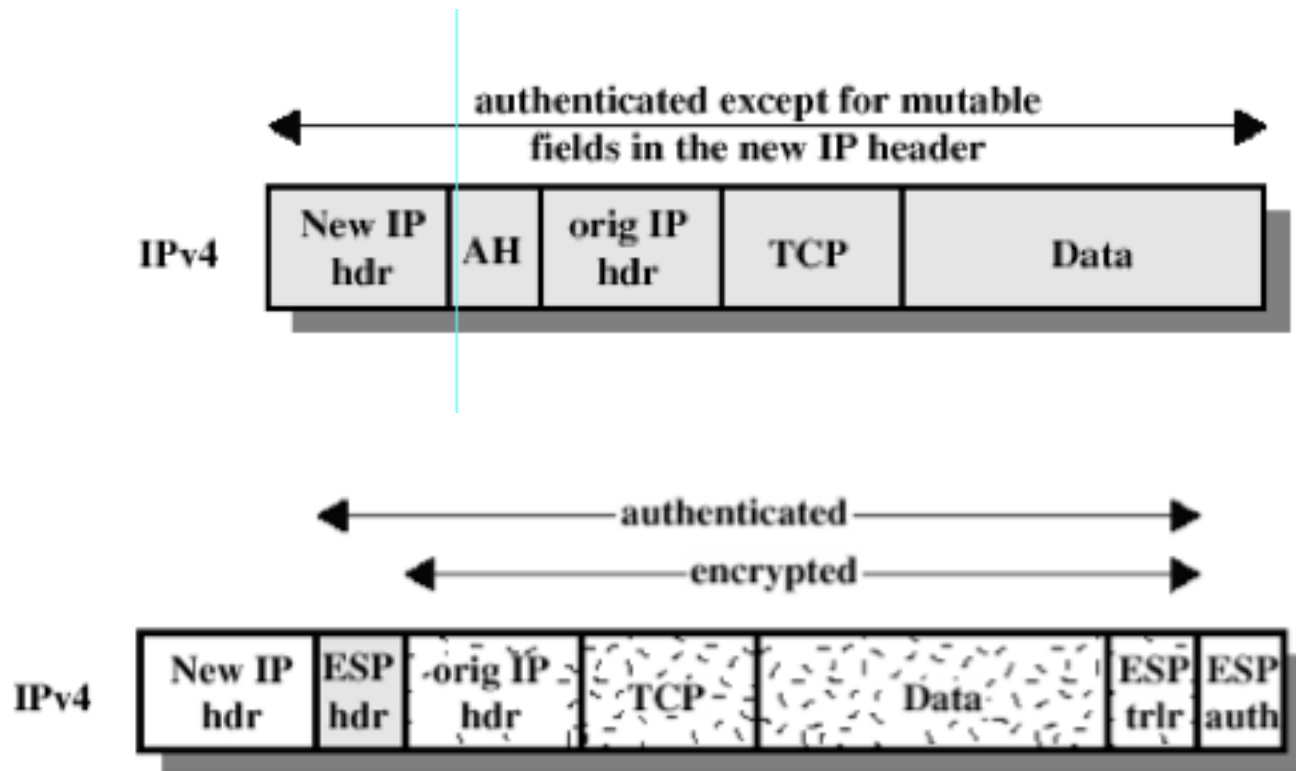 authenticated except for mutable
fields in the new IP header
IPv4
New IP
hdr
AH
orig IP
hdr
TCP
Data
authenticated
encrypted
IPv4
New IP
hdr
ESP
hdr
orig IP
hdr
TCP
Data
ESP
trlr
ESP
auth